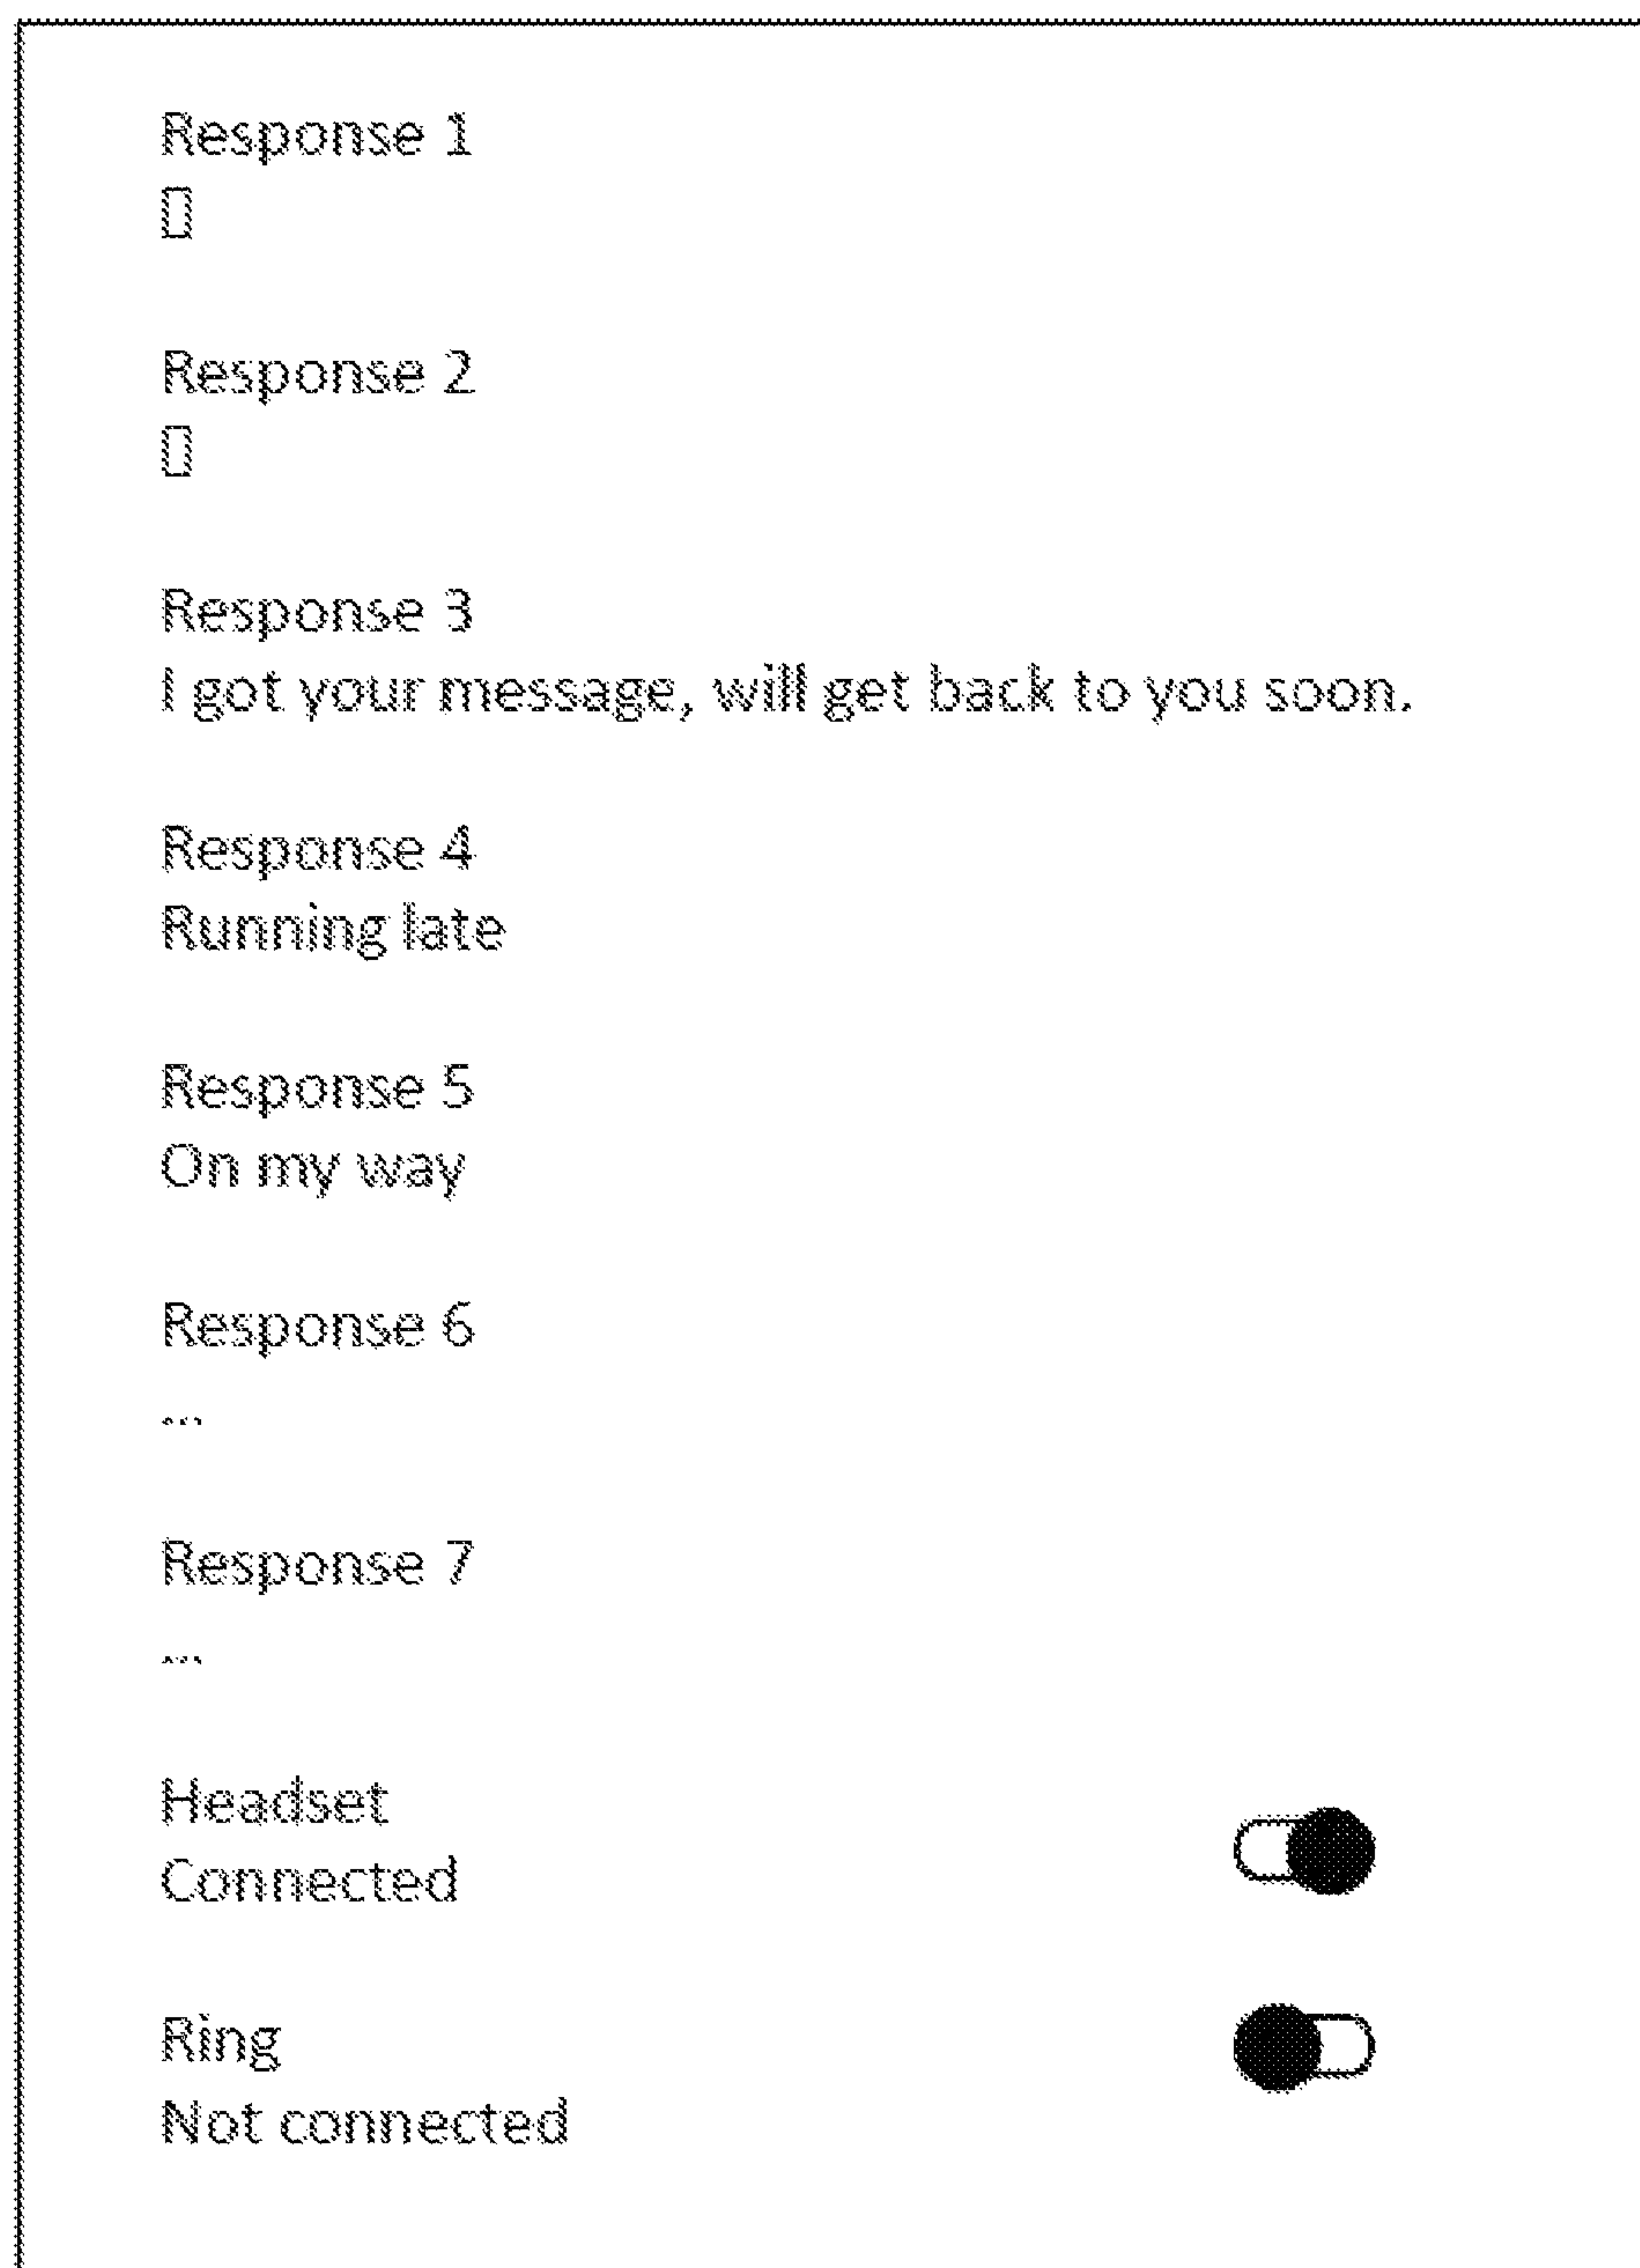 Response 1
▯
Response 2
▯
Response 3
I got your message, will get back to you soon.
Response 4
Running late
Response 5
On my way
Response 6
...
Response 7
...
Headset
Connected
Ring
Not connected